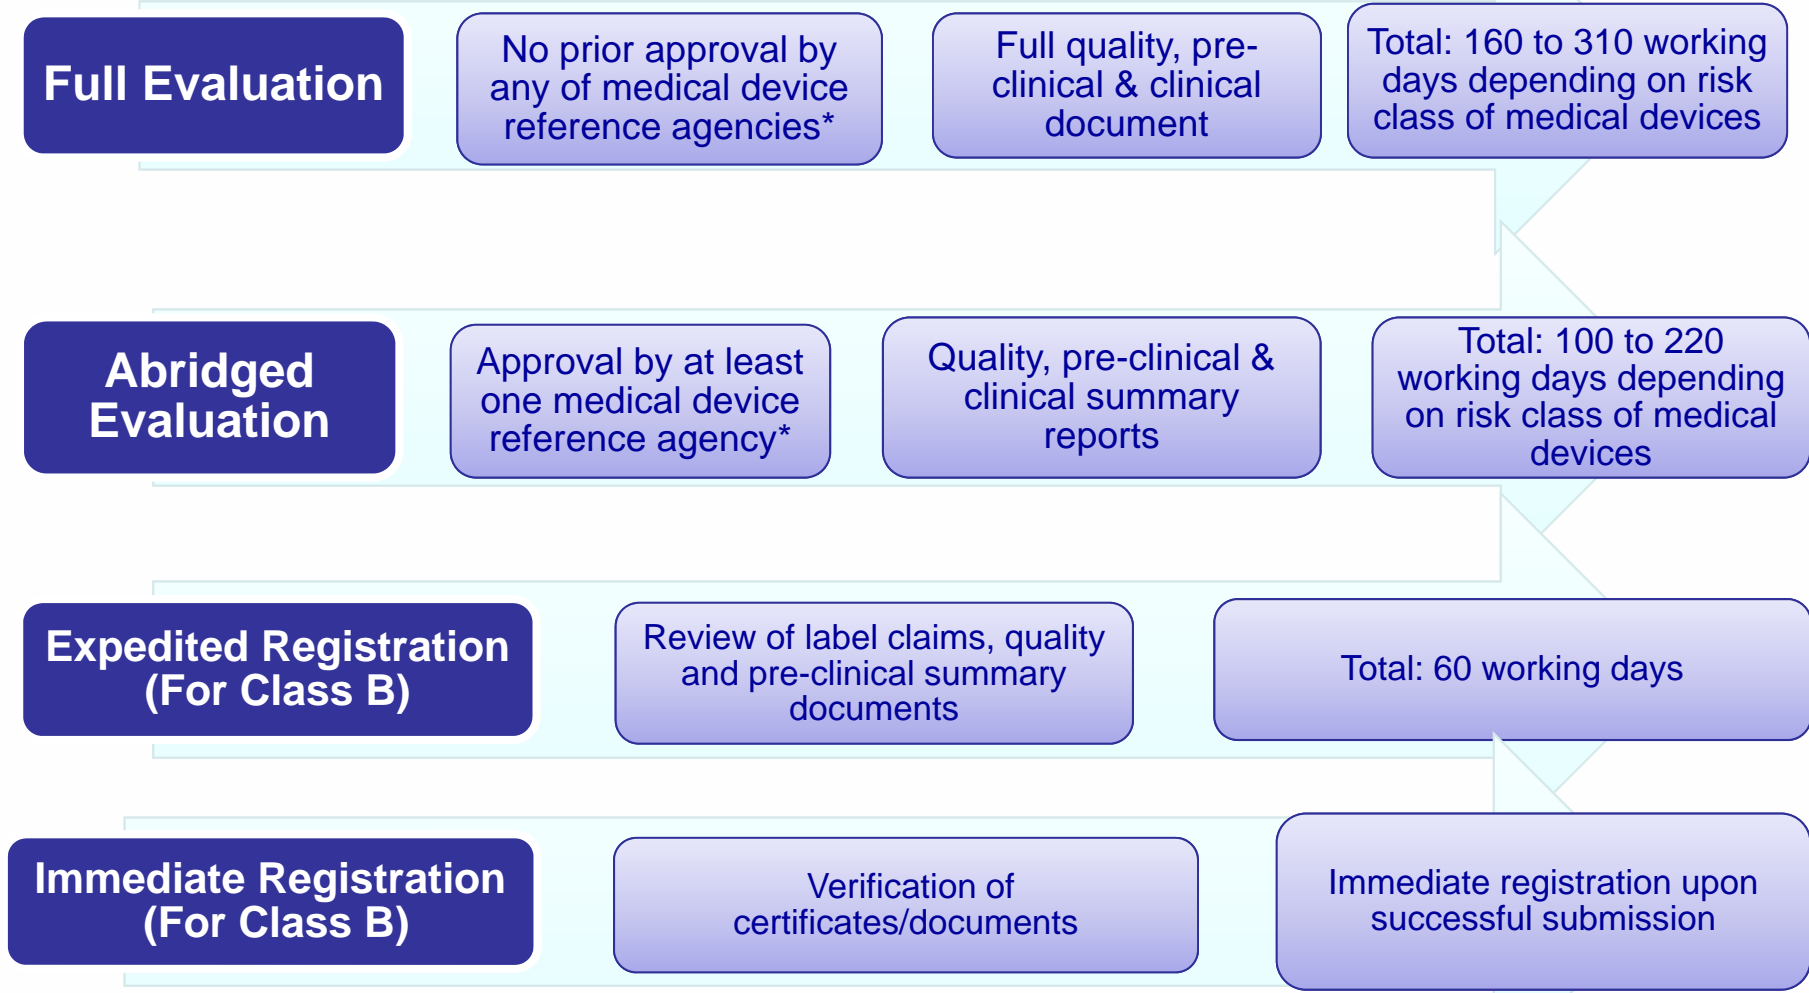 Full Evaluation
No prior approval by
any of medical device
reference agencies*
Full quality, pre-
clinical & clinical
document
Total: 160 to 310 working
days depending on risk
class of medical devices
Abridged
Evaluation
Approval by at least
one medical device
reference agency*
Quality, pre-clinical &
clinical summary
reports
Total: 100 to 220
working days depending
on risk class of medical
devices
Expedited Registration
(For Class B)
Review of label claims, quality
and pre-clinical summary
documents
Total: 60 working days
Immediate Registration
(For Class B)
Verification of
certificates/documents
Immediate registration upon
successful submission